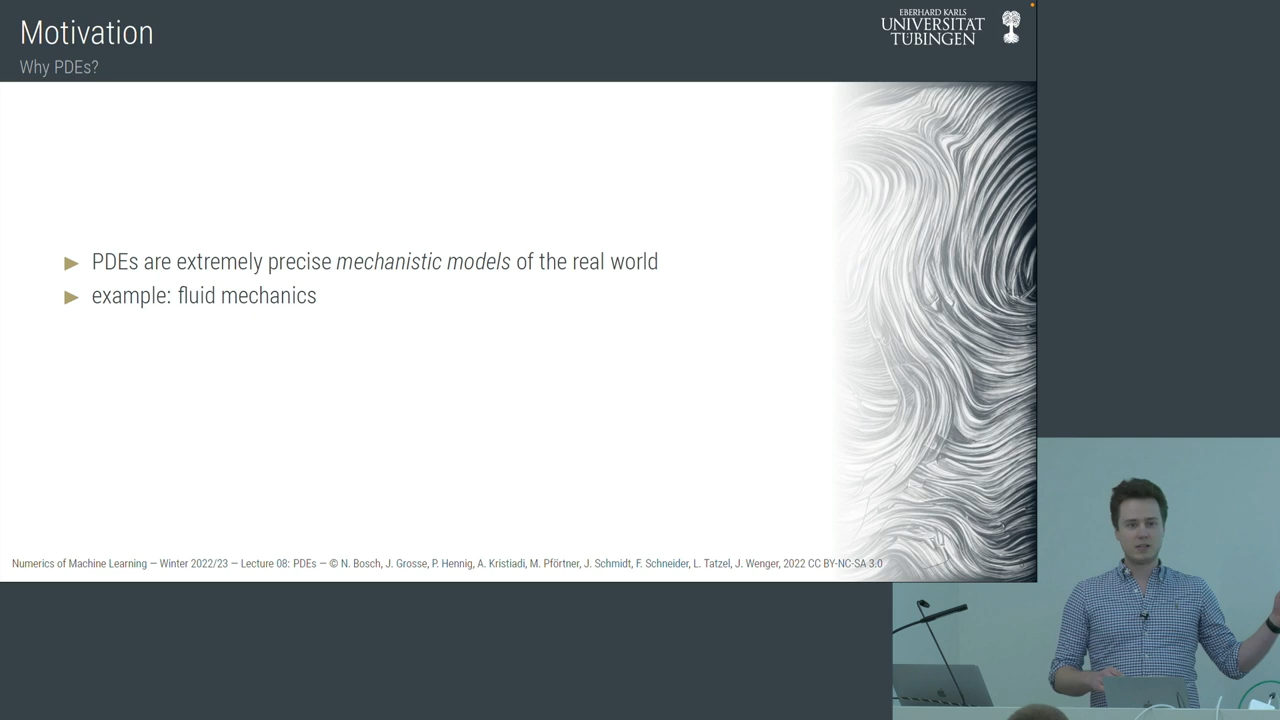 Motivation
Why PDEs?
EBERHARD KARLS
UNIVERSITÄT
TÜBINGEN
▶ PDEs are extremely precise mechanistic models of the real world
▶ example: fluid mechanics
Numerics of Machine Learning — Winter 2022/23 — Lecture 08: PDEs — © N. Bosch, J. Grosse, P. Hennig, A. Kristiadi, M. Pförtner, J. Schmidt, F. Schneider, L. Tatzel, J. Wenger, 2022 CC BY-NC-SA 3.0